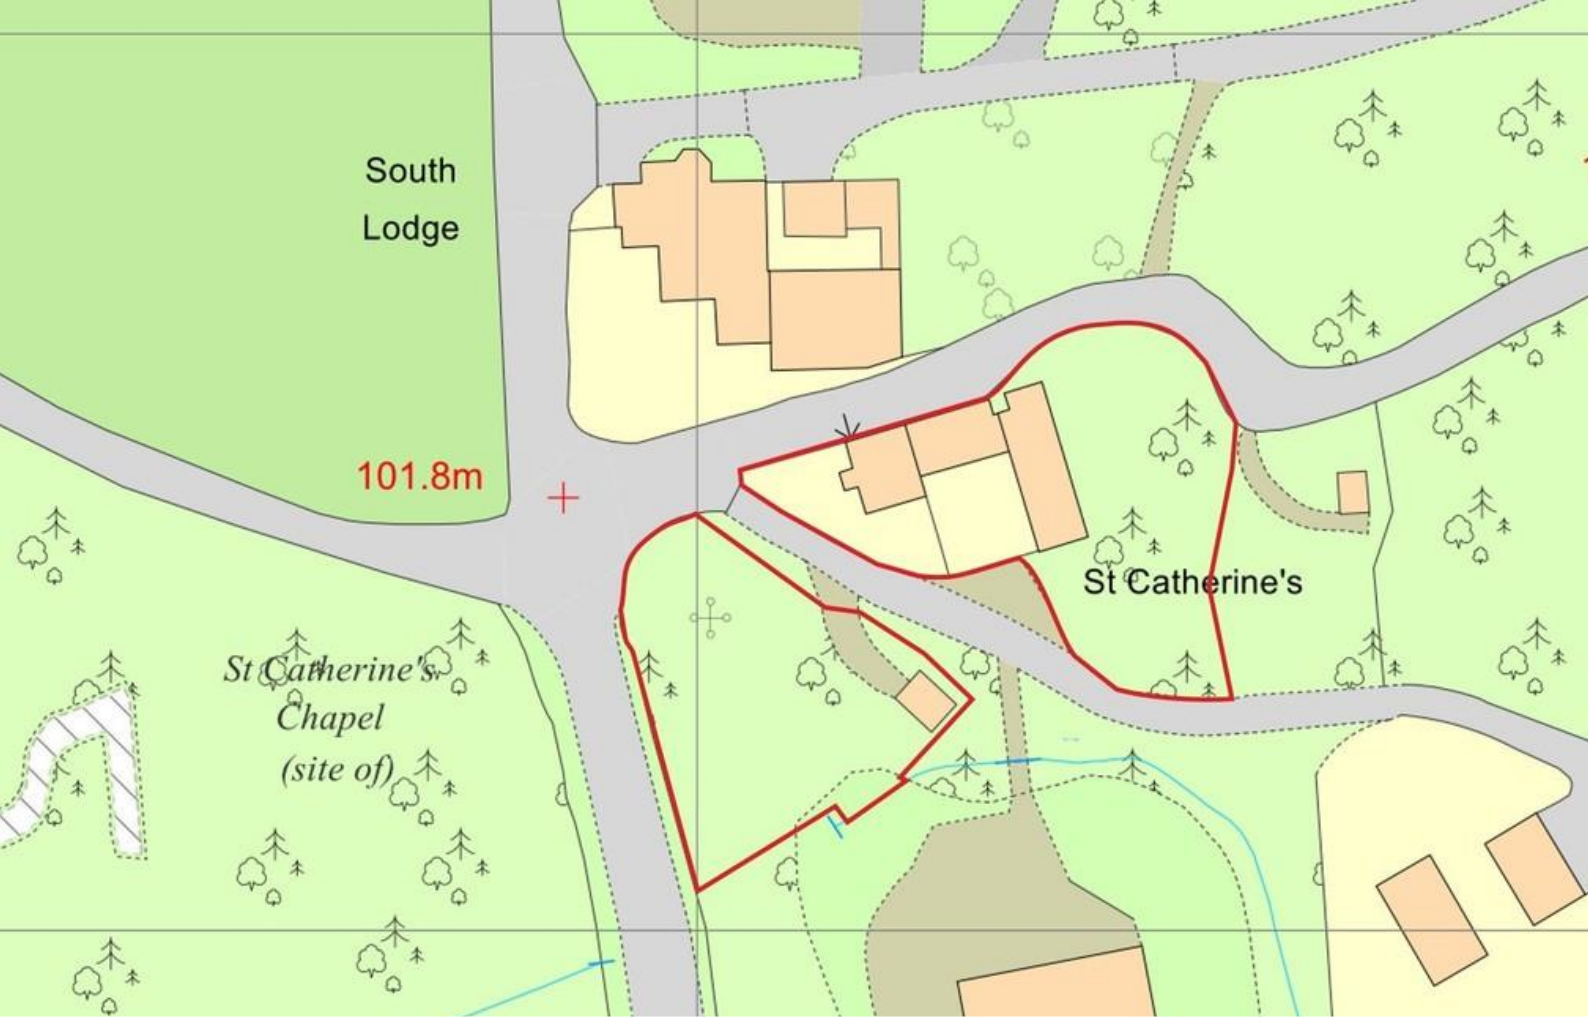 South
Lodge
101.8m
St Catherine's
St Catherine's
Chapel
(site of)